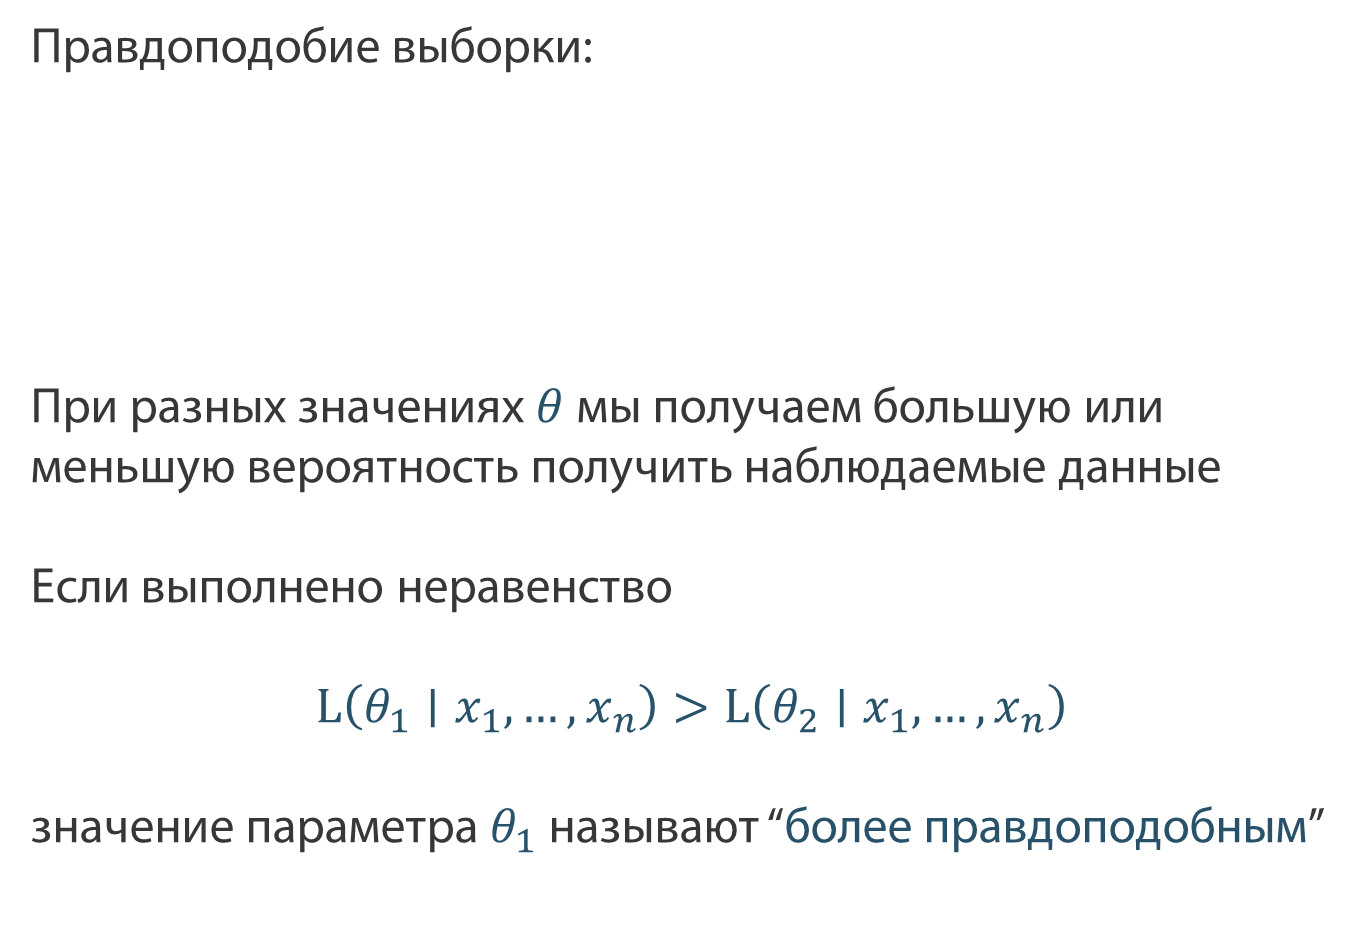 Правдоподобие выборки:
При разных значениях θ мы получаем большую или
меньшую вероятность получить наблюдаемые данные
Если выполнено неравенство
L(θ₁ | x₁, … , xₙ) > L(θ₂ | x₁, … , xₙ)
значение параметра θ₁ называют “более правдоподобным”